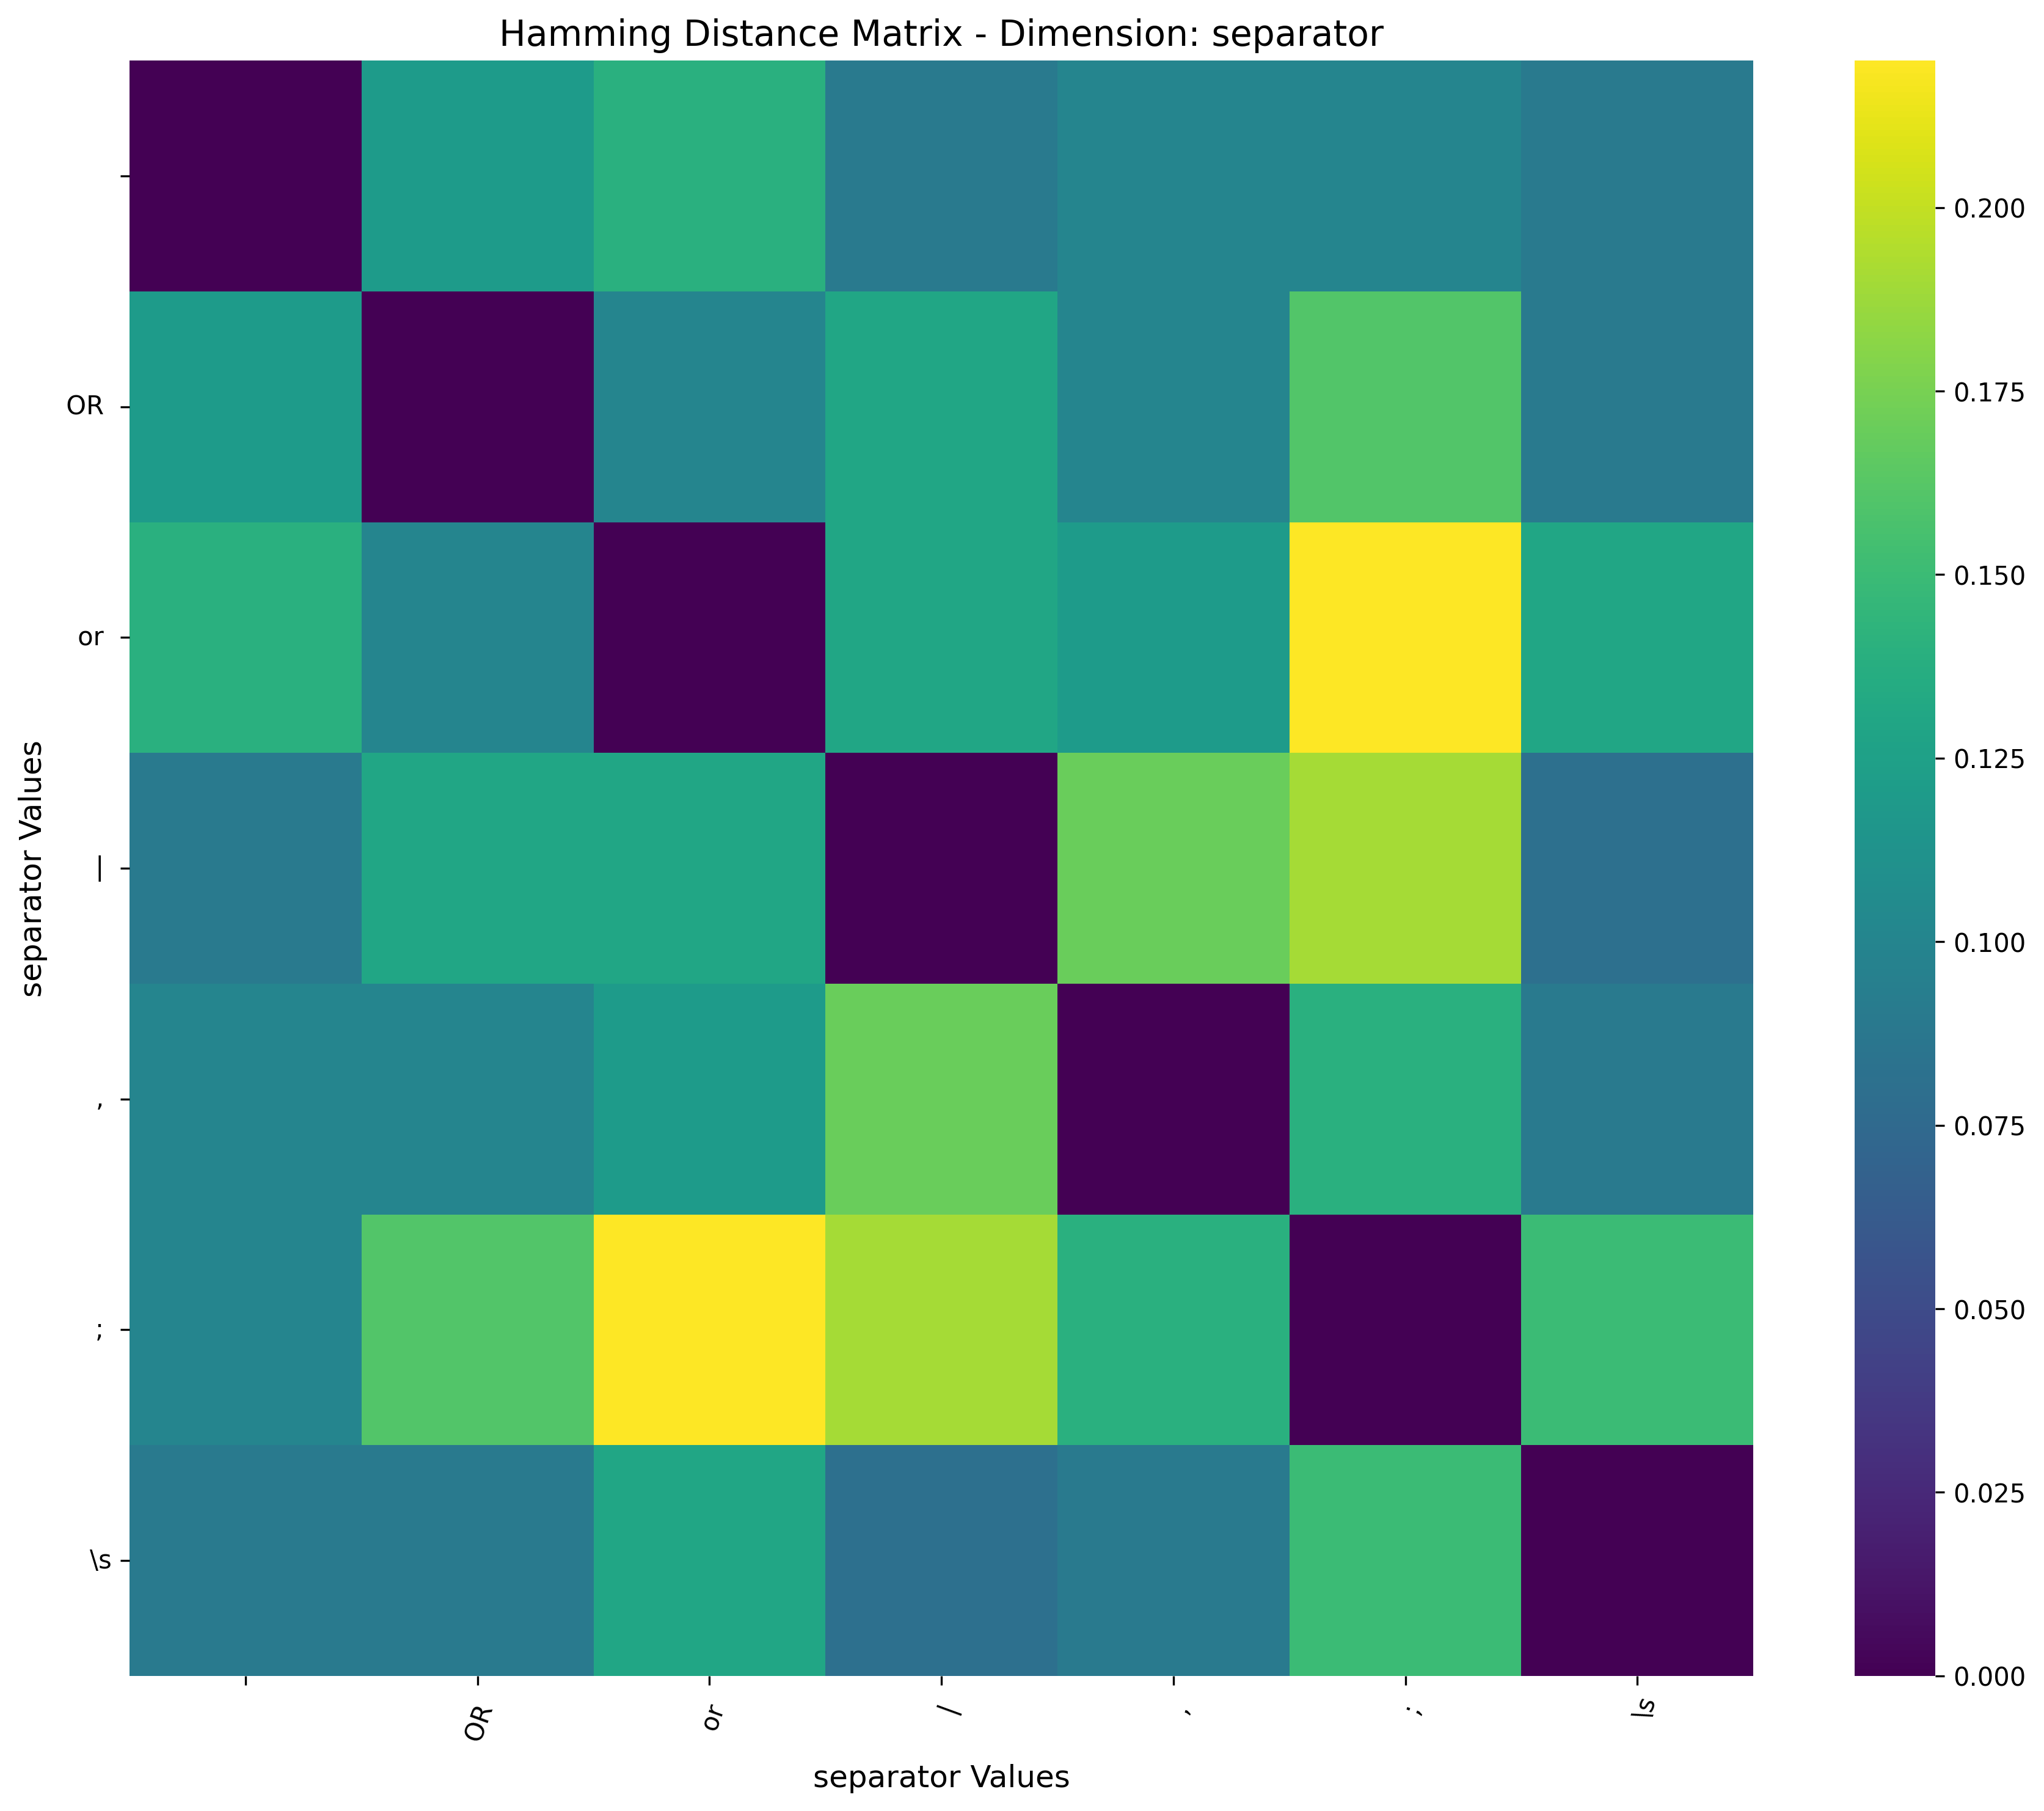 Hamming Distance Matrix - Dimension: separator
separator Values
OR
or
|
,
;
\s
OR
or
|
,
;
\s
separator Values
0.200
0.175
0.150
0.125
0.100
0.075
0.050
0.025
0.000